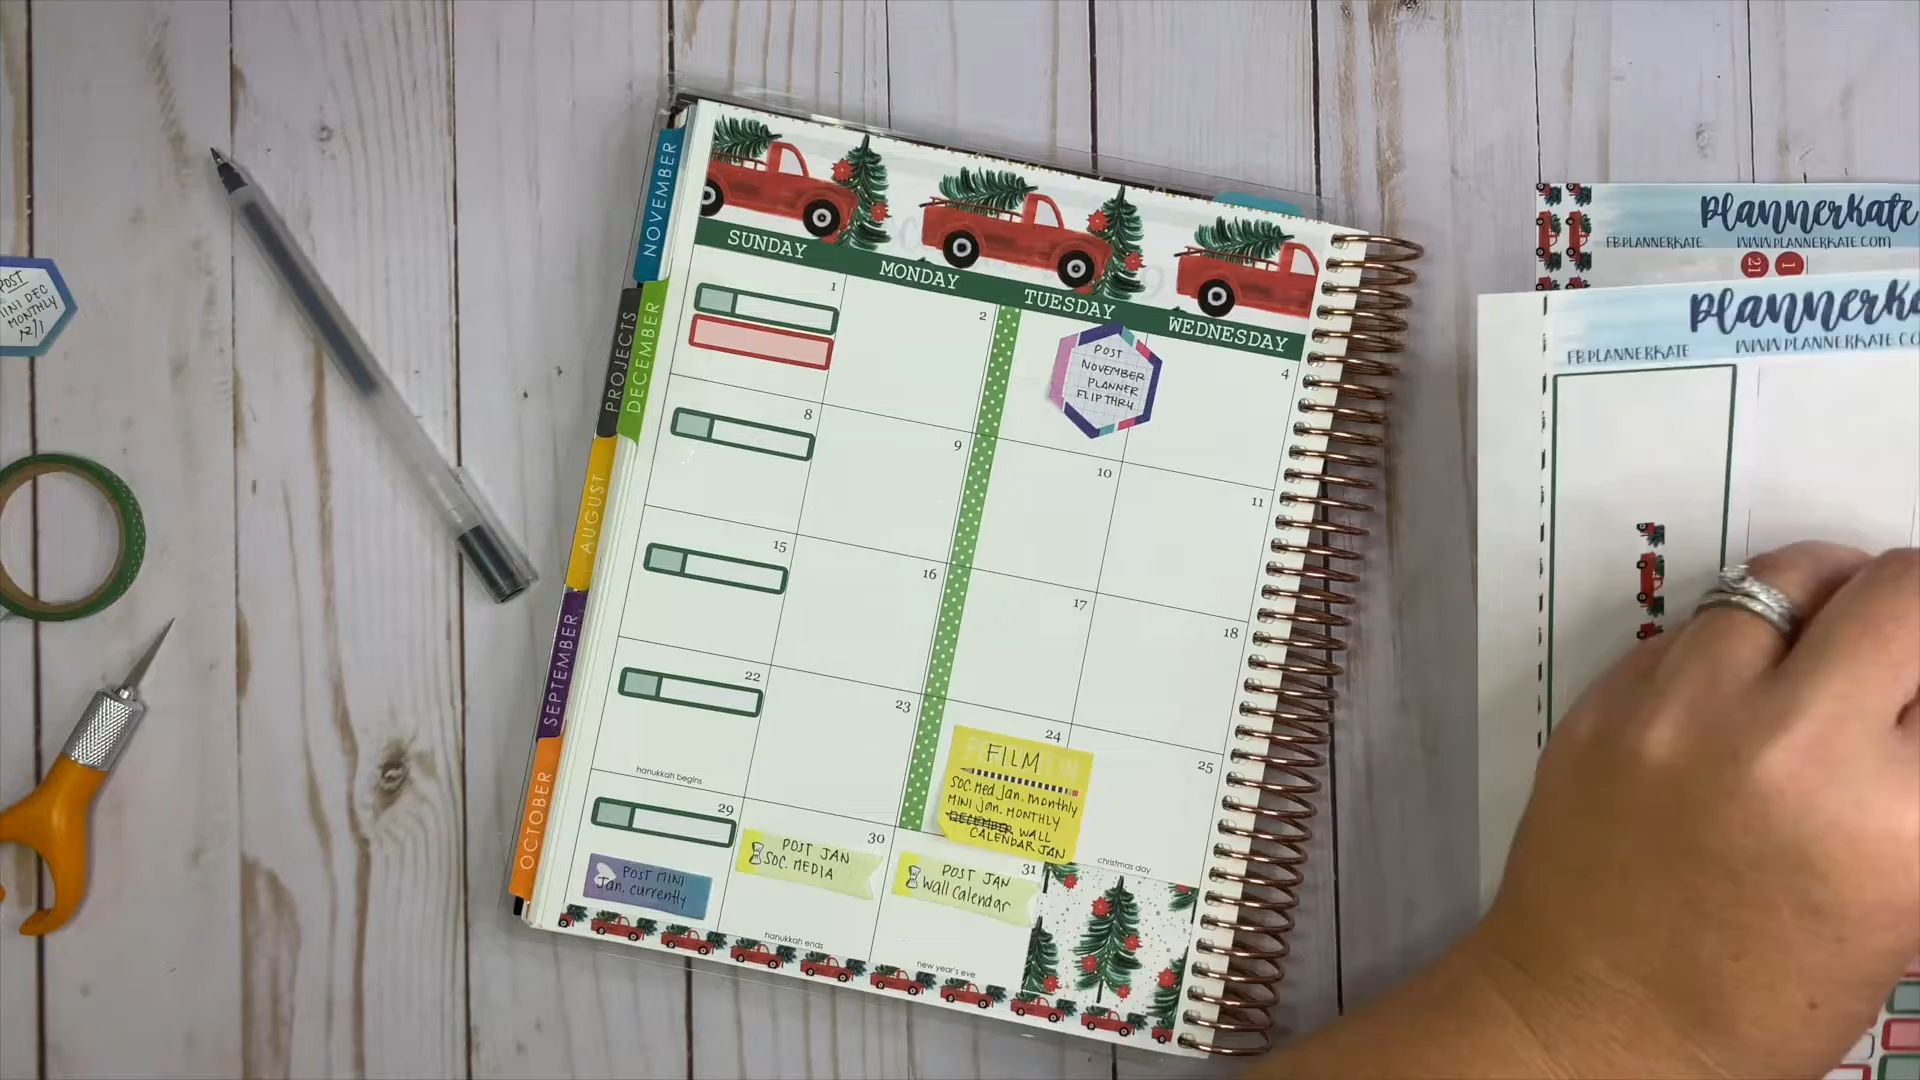 POST
MINI DEC
MONTHLY
12/1
NOVEMBER
PROJECTS
DECEMBER
AUGUST
SEPTEMBER
OCTOBER
SUNDAY
MONDAY
TUESDAY
WEDNESDAY
1
2
POST
NOVEMBER
PLANNER
FLIP THRU
4
8
9
10
11
15
16
17
18
22
hanukkah begins
23
24
FILM
SOC. MED Jan. monthly
MINI Jan. MONTHLY
DECEMBER WALL
CALENDAR JAN
25
christmas day
29
POST MINI
Jan. currently
30
POST JAN
SOC. MEDIA
hanukkah ends
31
POST JAN
Wall Calendar
new year's eve
PLANNERKATE
FB:PLANNERKATE
WWW.PLANNERKATE.COM
21
1
FB:PLANNERKATE
WWW.PLANNERKATE.CO